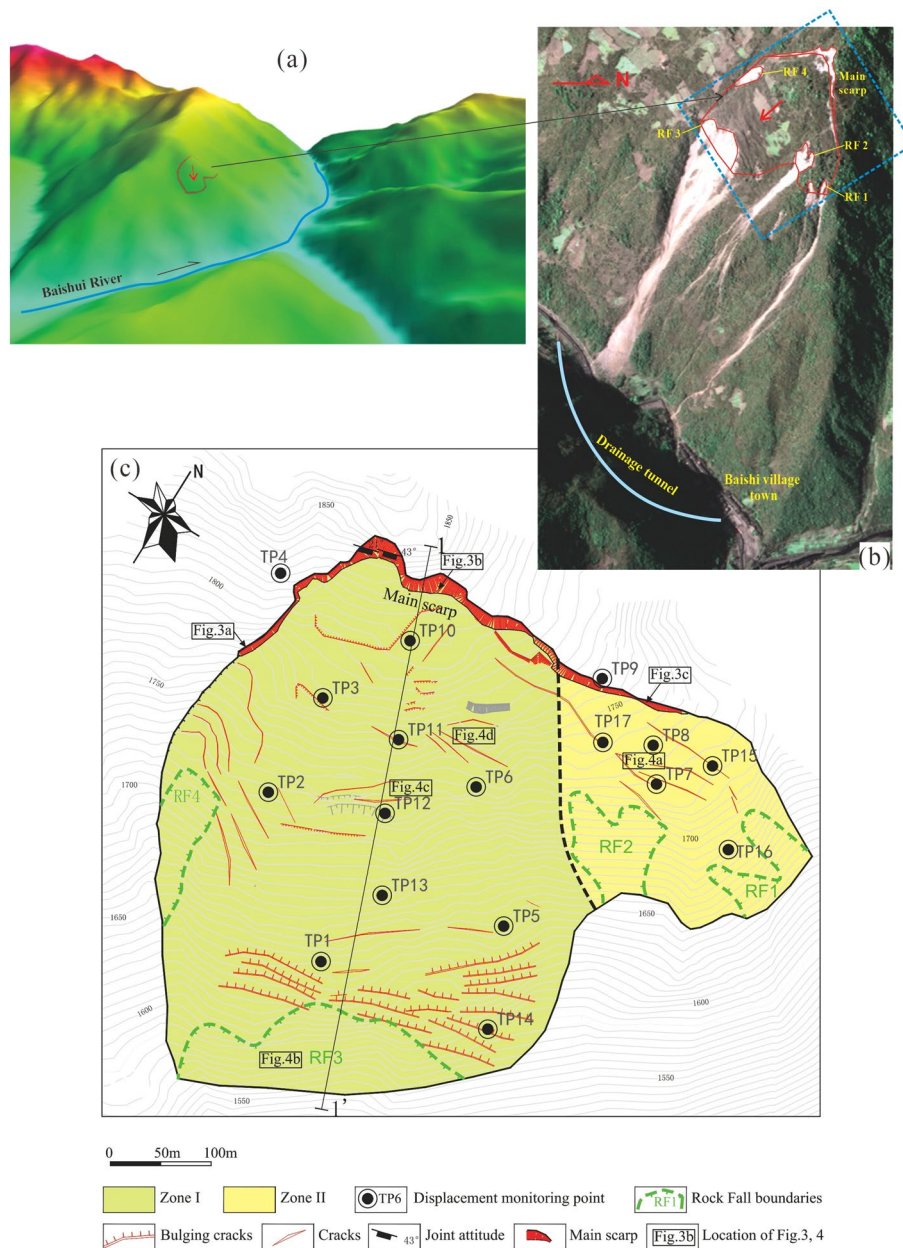 (a)
Baishui River
N
RF 4
Main
scarp
RF 3
RF 2
RF 1
Drainage tunnel
Baishi village
town
(b)
(c)
N
1850
1850
1
43°
Fig.3b
TP4
1800
Main scarp
Fig.3a
TP10
TP9
Fig.3c
1750
TP3
1750
TP17
TP8
TP11
Fig.4d
Fig.4a
TP15
1700
TP2
Fig.4c
TP6
TP7
RF4
TP12
1700
RF2
TP16
RF1
TP13
1650
1650
TP5
TP1
1600
1600
TP14
Fig.4b
RF3
1550
1550
1'
0 50m 100m
Zone I
Zone II
TP6 Displacement monitoring point
RF1 Rock Fall boundaries
Bulging cracks
Cracks
43° Joint attitude
Main scarp
Fig.3b Location of Fig.3, 4